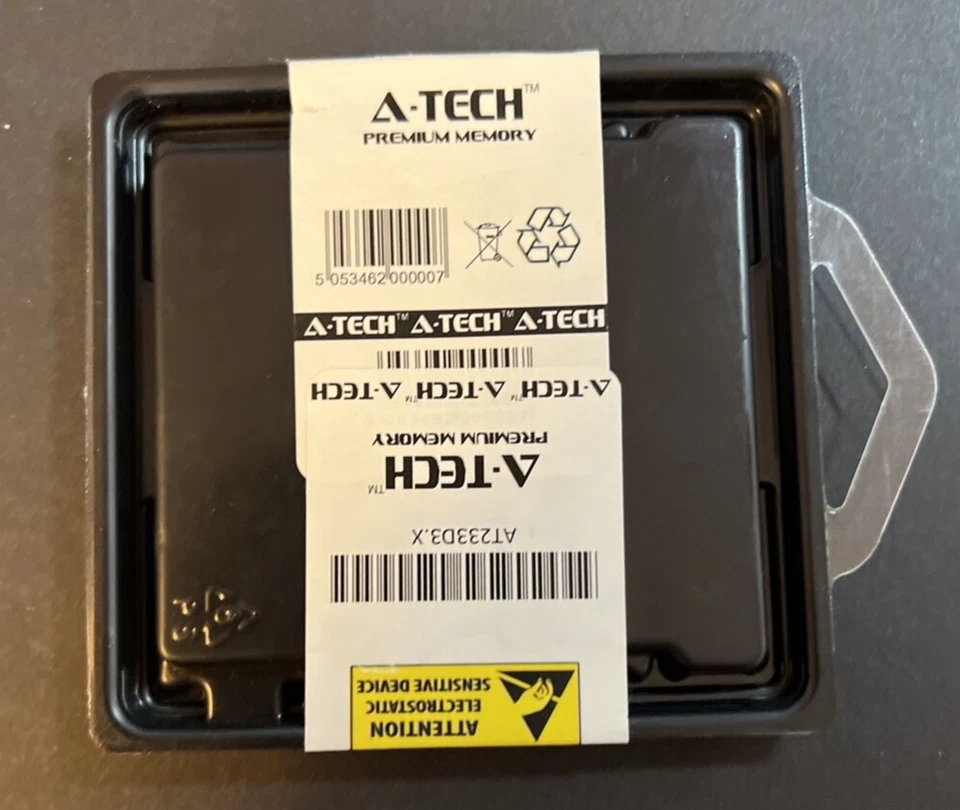 A-TECH™
PREMIUM MEMORY
5 053462 000007
A-TECH™ A-TECH™ A-TECH
A-TECH™ A-TECH™ A-TECH
A-TECH™
PREMIUM MEMORY
AT233D3.X
ATTENTION
ELECTROSTATIC
SENSITIVE DEVICE